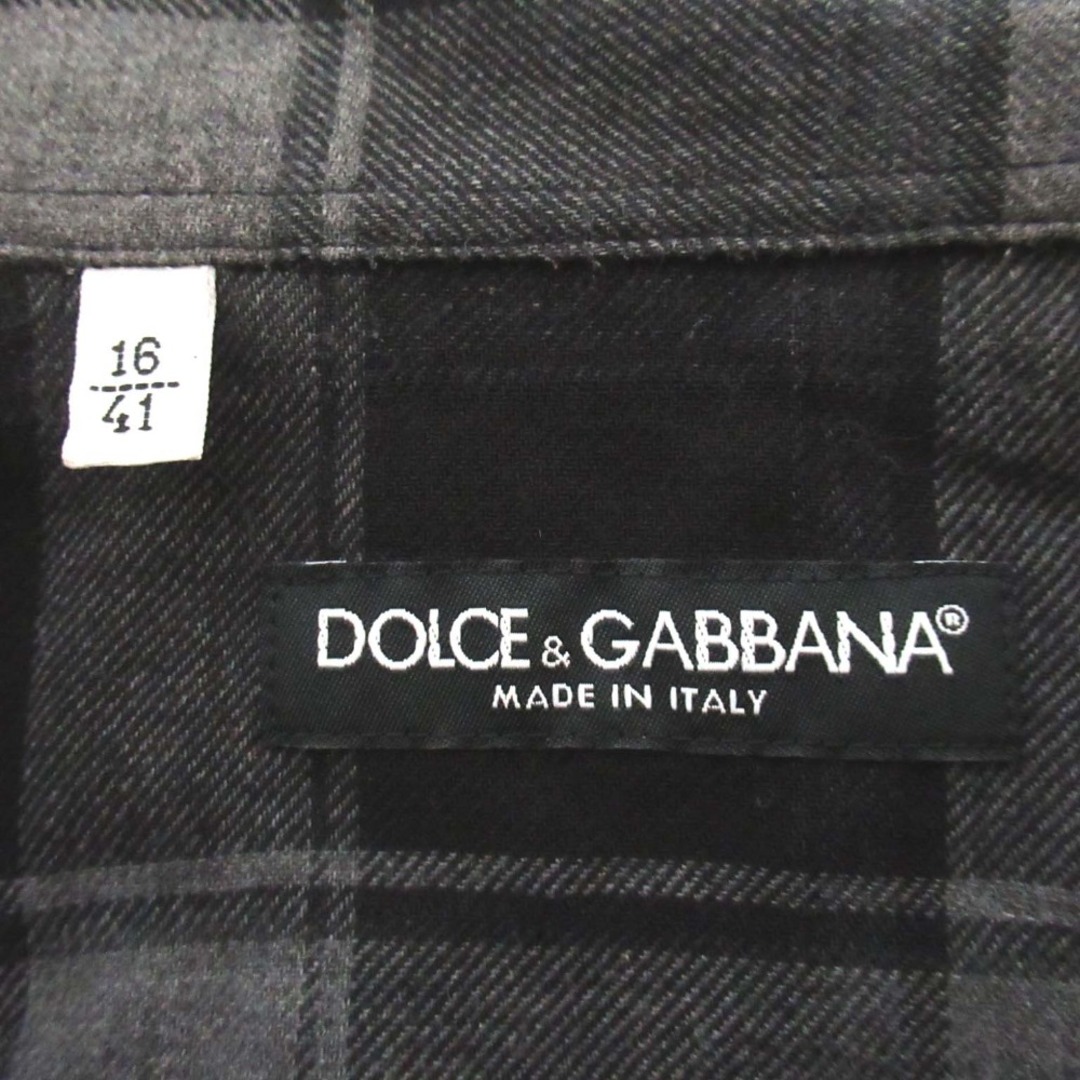 16
41
DOLCE & GABBANA®
MADE IN ITALY